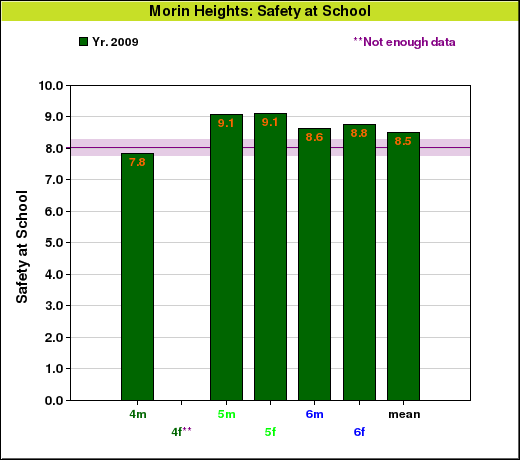 Morin Heights: Safety at School
Yr. 2009
**Not enough data
Safety at School
10.0
9.0
8.0
7.0
6.0
5.0
4.0
3.0
2.0
1.0
0.0
7.8
9.1
9.1
8.6
8.8
8.5
4m
5m
6m
mean
4f**
5f
6f